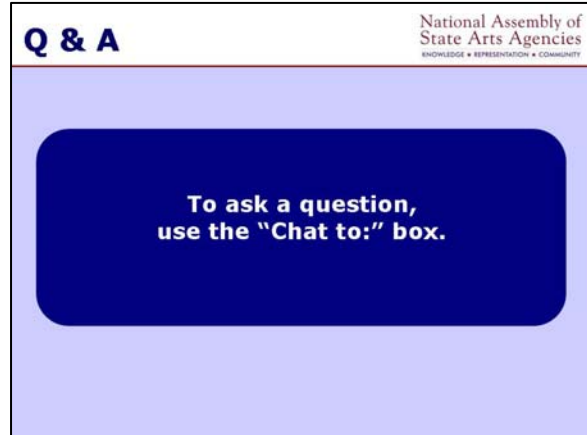 Q & A
National Assembly of
State Arts Agencies
KNOWLEDGE ★ REPRESENTATION ★ COMMUNITY
To ask a question,
use the “Chat to:” box.